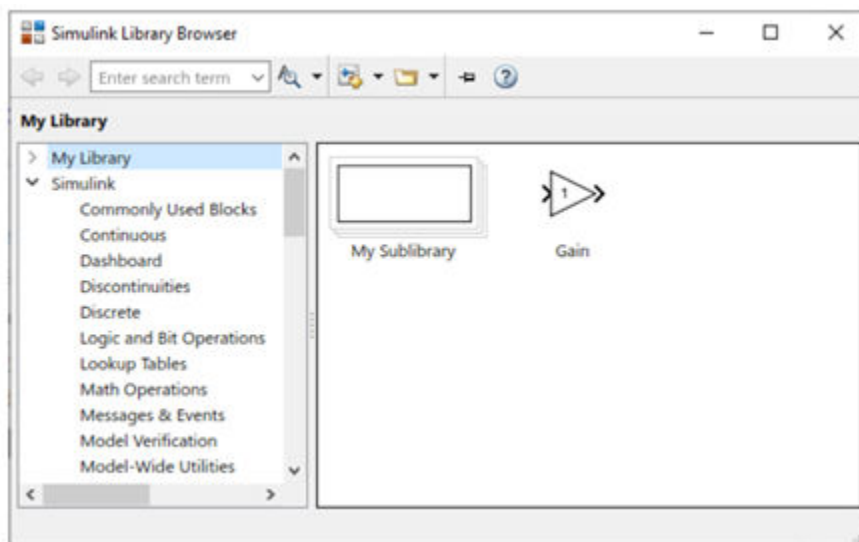 Simulink Library Browser
Enter search term
My Library
My Library
Simulink
Commonly Used Blocks
Continuous
Dashboard
Discontinuities
Discrete
Logic and Bit Operations
Lookup Tables
Math Operations
Messages & Events
Model Verification
Model-Wide Utilities
My Sublibrary
1
Gain